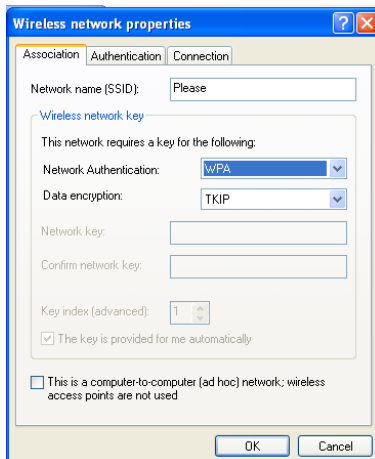 Wireless network properties
Association Authentication Connection
Network name (SSID): Please
Wireless network key
This network requires a key for the following:
Network Authentication: WPA
Data encryption: TKIP
Network key:
Confirm network key:
Key index (advanced): 1
The key is provided for me automatically
This is a computer-to-computer (ad hoc) network; wireless
access points are not used
OK Cancel